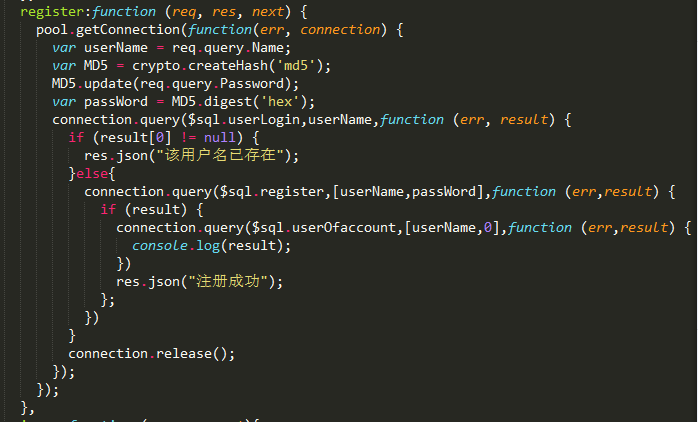 register:function (req, res, next) {
pool.getConnection(function(err, connection) {
var userName = req.query.Name;
var MD5 = crypto.createHash('md5');
MD5.update(req.query.Password);
var passWord = MD5.digest('hex');
connection.query($sql.userLogin,userName,function (err, result) {
if (result[0] != null) {
res.json("该用户名已存在");
}else{
connection.query($sql.register,[userName,passWord],function (err,result) {
if (result) {
connection.query($sql.userOfaccount,[userName,0],function (err,result) {
console.log(result);
})
res.json("注册成功");
};
})
}
connection.release();
});
});
},